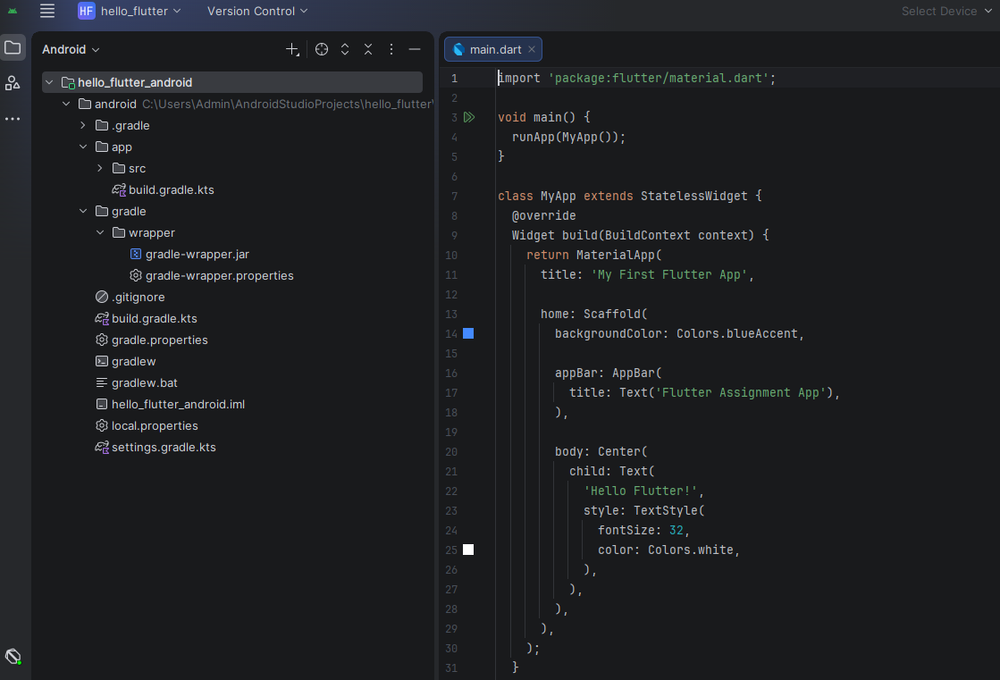 HF hello_flutter Version Control Select Device
Android
main.dart
hello_flutter_android
android C:\Users\Admin\AndroidStudioProjects\hello_flutter\
.gradle
app
src
build.gradle.kts
gradle
wrapper
gradle-wrapper.jar
gradle-wrapper.properties
.gitignore
build.gradle.kts
gradle.properties
gradlew
gradlew.bat
hello_flutter_android.iml
local.properties
settings.gradle.kts
1 import 'package:flutter/material.dart';
2
3 void main() {
4 runApp(MyApp());
5 }
6
7 class MyApp extends StatelessWidget {
8 @override
9 Widget build(BuildContext context) {
10 return MaterialApp(
11 title: 'My First Flutter App',
12
13 home: Scaffold(
14 backgroundColor: Colors.blueAccent,
15
16 appBar: AppBar(
17 title: Text('Flutter Assignment App'),
18 ),
19
20 body: Center(
21 child: Text(
22 'Hello Flutter!',
23 style: TextStyle(
24 fontSize: 32,
25 color: Colors.white,
26 ),
27 ),
28 ),
29 ),
30 );
31 }